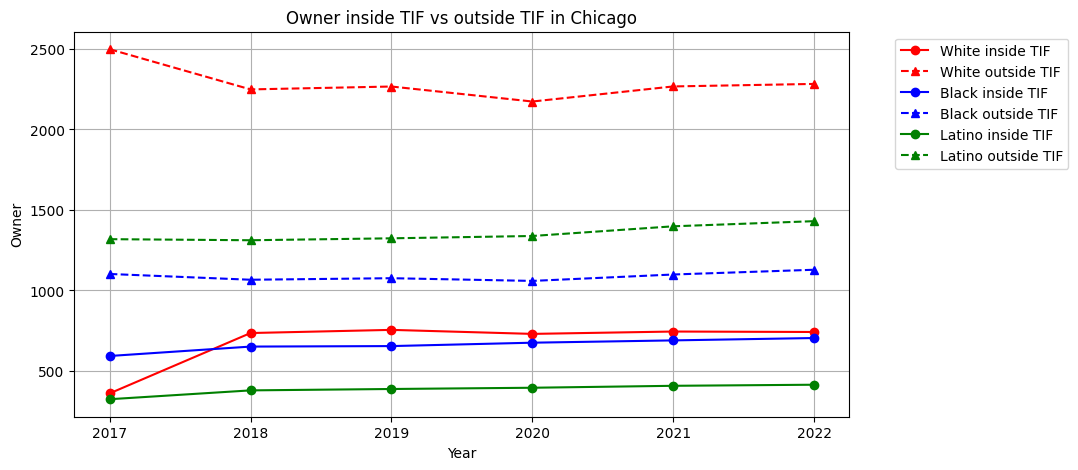 Owner inside TIF vs outside TIF in Chicago
2500
2000
1500
1000
500
Owner
2017
2018
2019
2020
2021
2022
Year
White inside TIF
White outside TIF
Black inside TIF
Black outside TIF
Latino inside TIF
Latino outside TIF